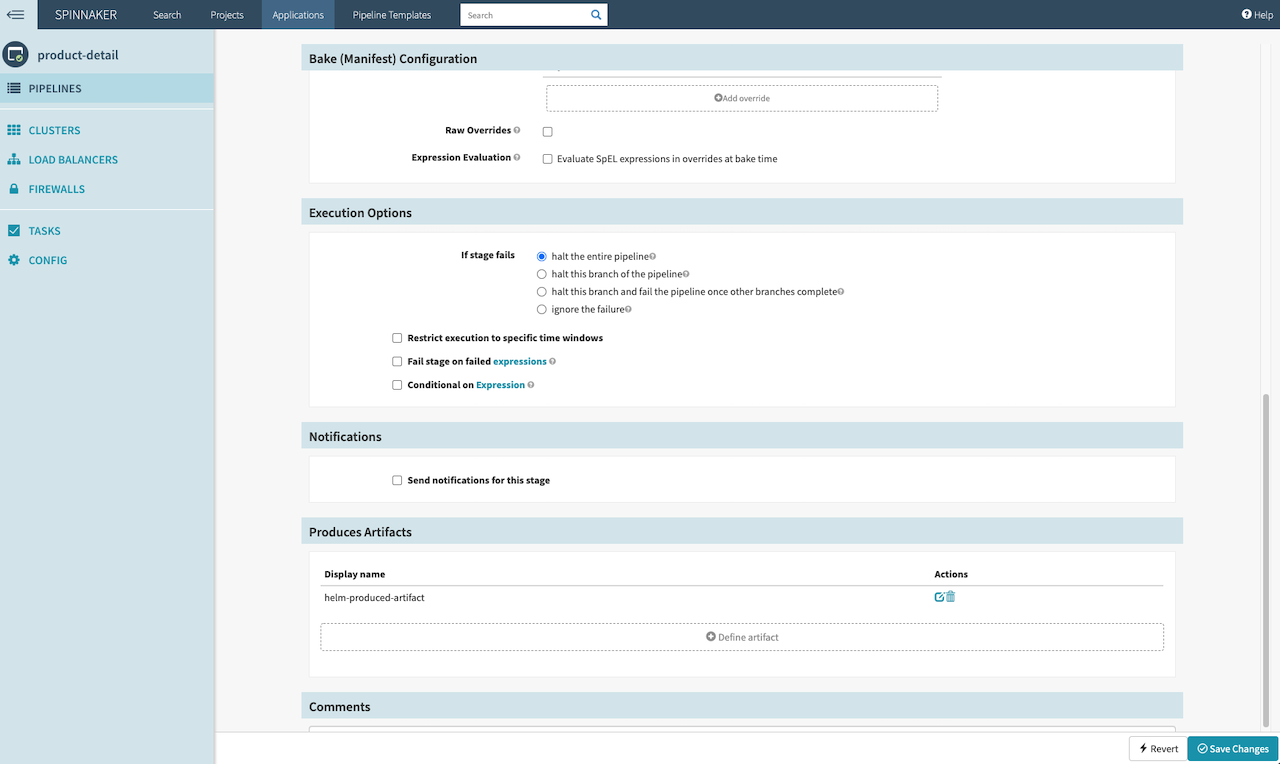 SPINNAKER Search Projects Applications Pipeline Templates Search Help
product-detail
PIPELINES
CLUSTERS
LOAD BALANCERS
FIREWALLS
TASKS
CONFIG
Bake (Manifest) Configuration
Add override
Raw Overrides
Expression Evaluation Evaluate SpEL expressions in overrides at bake time
Execution Options
If stage fails halt the entire pipeline
halt this branch of the pipeline
halt this branch and fail the pipeline once other branches complete
ignore the failure
Restrict execution to specific time windows
Fail stage on failed expressions
Conditional on Expression
Notifications
Send notifications for this stage
Produces Artifacts
Display name Actions
helm-produced-artifact
Define artifact
Comments
Revert Save Changes